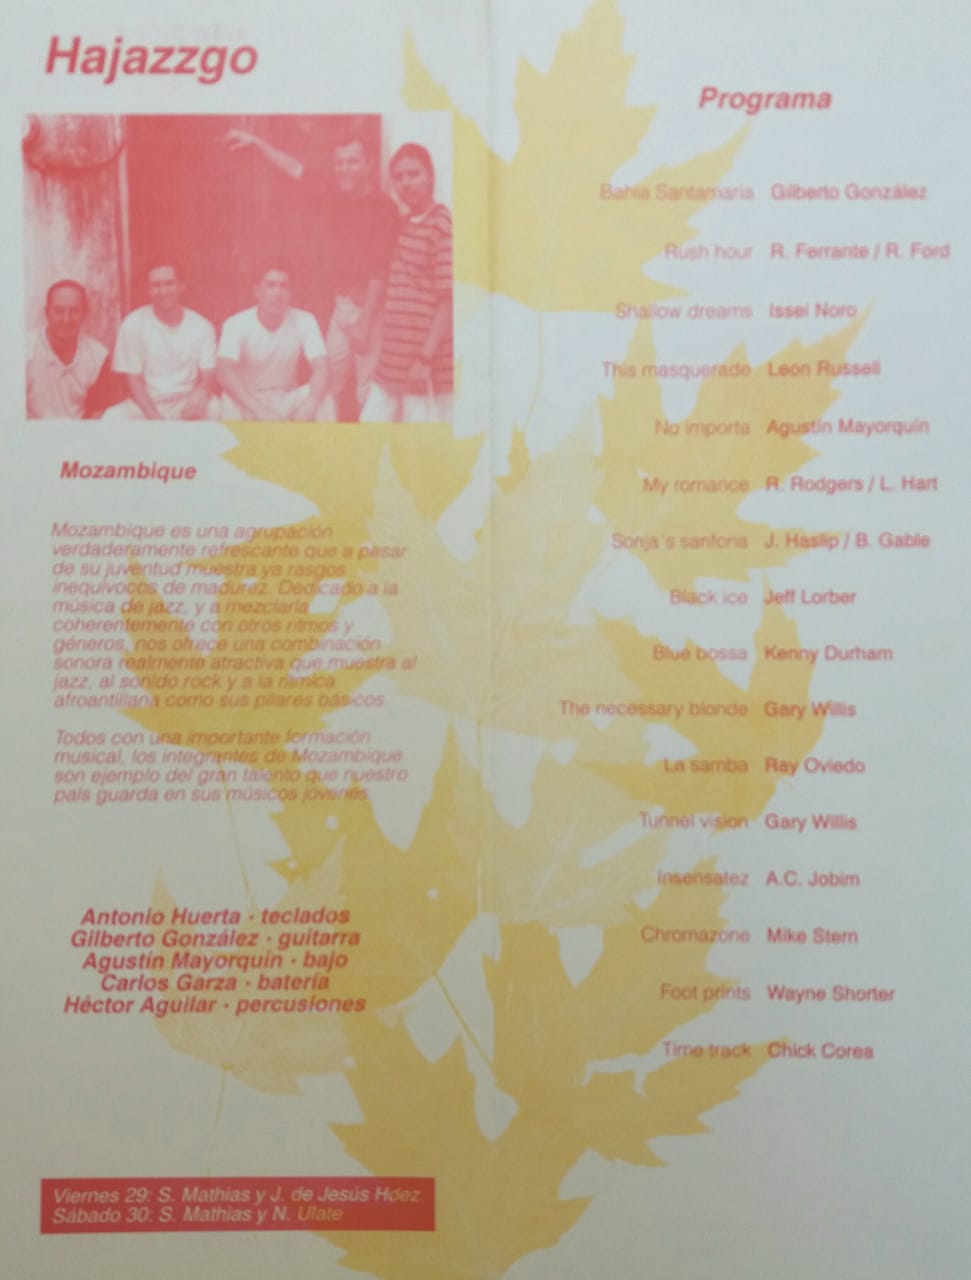 Hajazzgo
Mozambique
Mozambique es una agrupación
verdaderamente refrescante que a pesar
de su juventud muestra ya rasgos
inequívocos de madurez. Dedicado a la
música de jazz, y a mezclarla
coherentemente con otros ritmos y
géneros, nos ofrece una combinación
sonora realmente atractiva que muestra al
jazz, al sonido rock y a la rítmica
afroantillana como sus pilares básicos.
Todos con una importante formación
musical, los integrantes de Mozambique
son ejemplo del gran talento que nuestro
país guarda en sus músicos jovenes.
Antonio Huerta · teclados
Gilberto González · guitarra
Agustín Mayorquín · bajo
Carlos Garza · batería
Héctor Aguilar · percusiones
Viernes 29: S. Mathias y J. de Jesús Hdez.
Sábado 30: S. Mathias y N. Ulate
Programa
Bahía Santamaría Gilberto González
Rush hour R. Ferrante / R. Ford
Shallow dreams Issei Noro
This masquerade Leon Russell
No importa Agustín Mayorquín
My romance R. Rodgers / L. Hart
Sonja's sanfona J. Haslip / B. Gable
Black ice Jeff Lorber
Blue bossa Kenny Durham
The necessary blonde Gary Willis
La samba Ray Oviedo
Tunnel vision Gary Willis
Insensatez A.C. Jobim
Chromazone Mike Stern
Foot prints Wayne Shorter
Time track Chick Corea